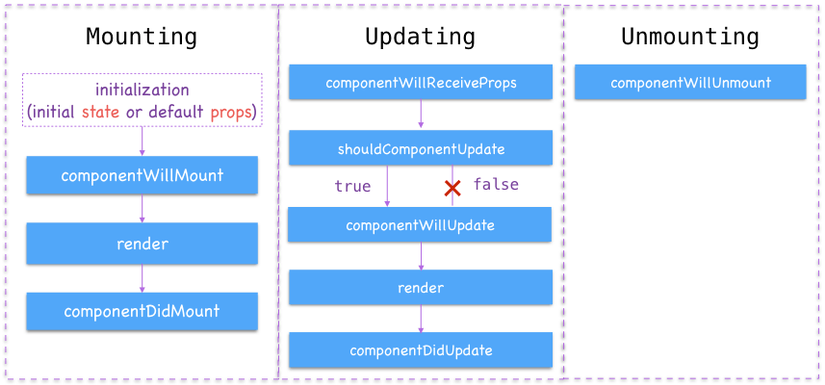 Mounting
initialization
(initial state or default props)
componentWillMount
render
componentDidMount
Updating
componentWillReceiveProps
shouldComponentUpdate
true
false
componentWillUpdate
render
componentDidUpdate
Unmounting
componentWillUnmount